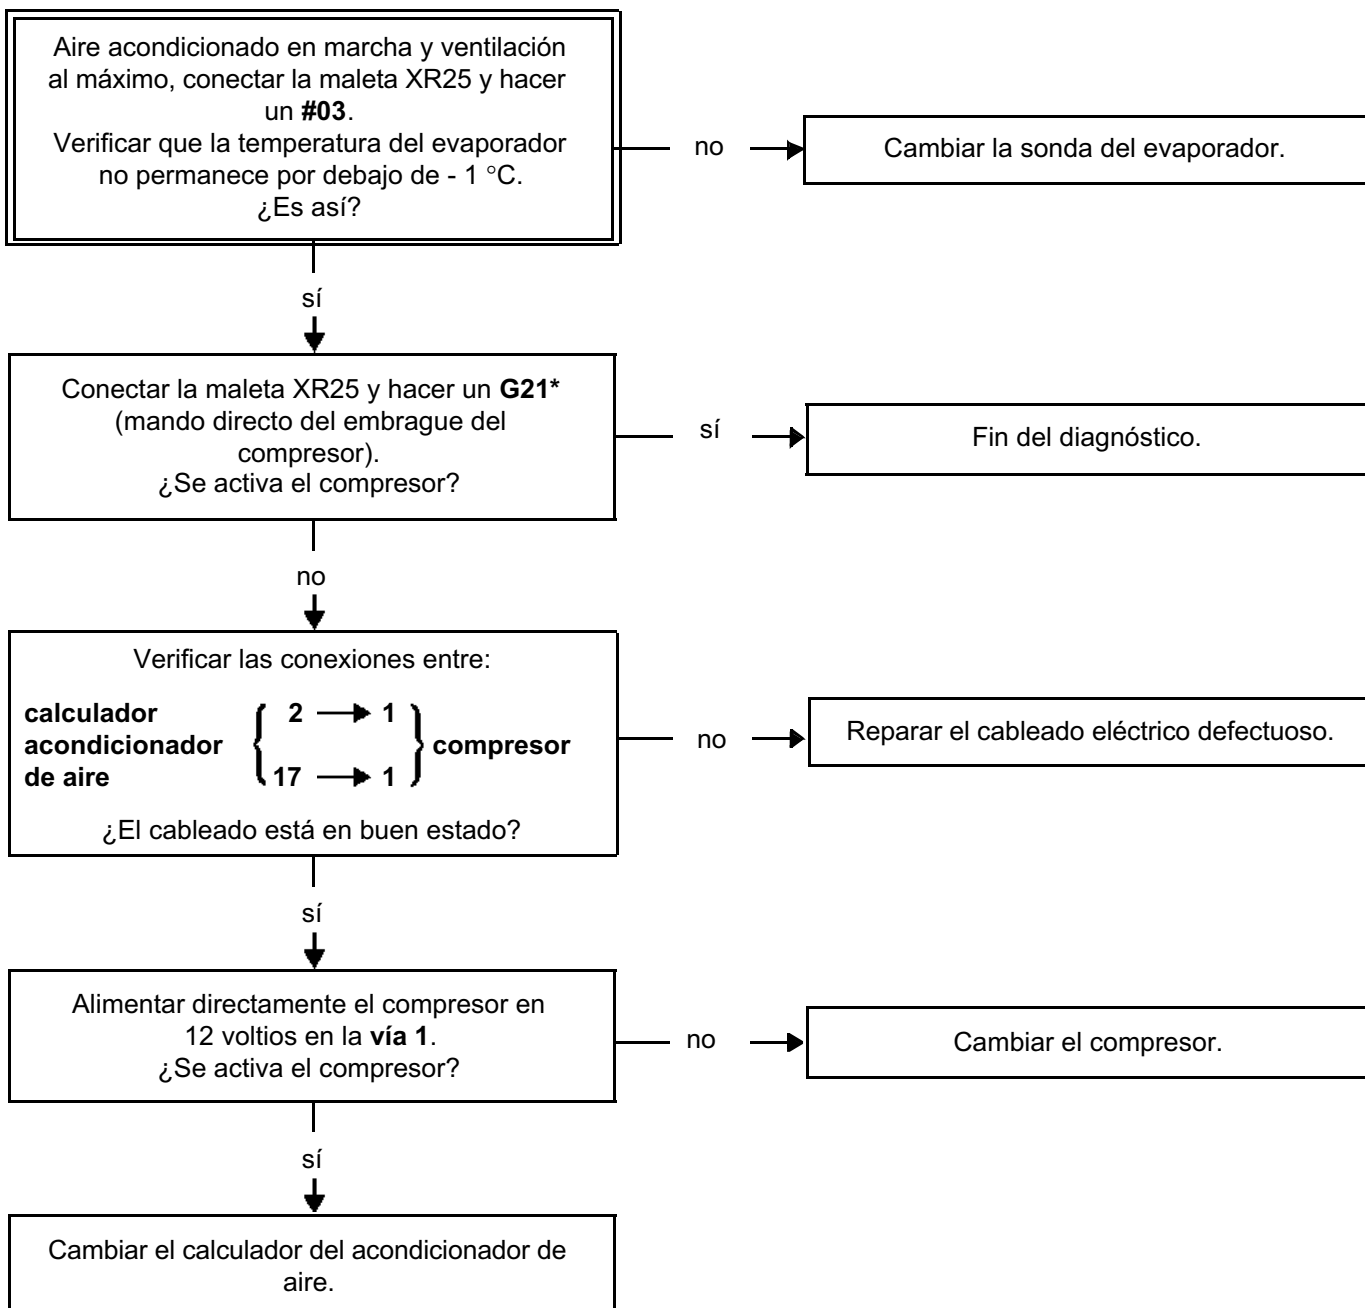 Aire acondicionado en marcha y ventilación
al máximo, conectar la maleta XR25 y hacer
un #03.
Verificar que la temperatura del evaporador
no permanece por debajo de - 1 °C.
¿Es así?
no
Cambiar la sonda del evaporador.
sí
Conectar la maleta XR25 y hacer un G21*
(mando directo del embrague del
compresor).
¿Se activa el compresor?
sí
Fin del diagnóstico.
no
Verificar las conexiones entre:
calculador
acondicionador
de aire
2 → 1
17 → 1
compresor
¿El cableado está en buen estado?
no
Reparar el cableado eléctrico defectuoso.
sí
Alimentar directamente el compresor en
12 voltios en la vía 1.
¿Se activa el compresor?
no
Cambiar el compresor.
sí
Cambiar el calculador del acondicionador de
aire.